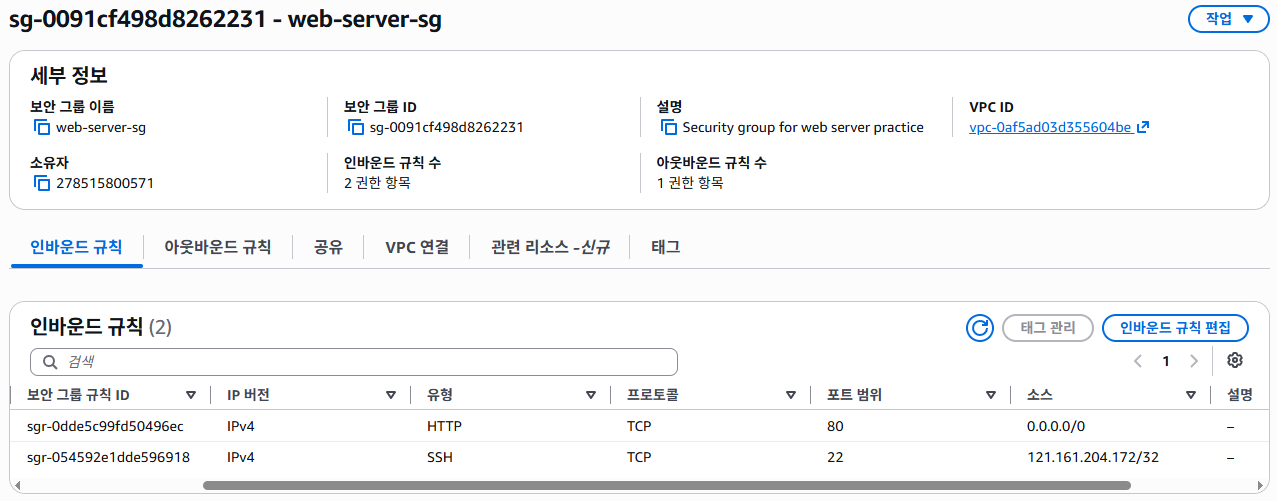 sg-0091cf498d8262231 - web-server-sg
작업
세부 정보
보안 그룹 이름
web-server-sg
보안 그룹 ID
sg-0091cf498d8262231
설명
Security group for web server practice
VPC ID
vpc-0af5ad03d355604be
소유자
278515800571
인바운드 규칙 수
2 권한 항목
아웃바운드 규칙 수
1 권한 항목
인바운드 규칙 아웃바운드 규칙 공유 VPC 연결 관련 리소스 -신규 태그
인바운드 규칙 (2)
태그 관리
인바운드 규칙 편집
검색
1
보안 그룹 규칙 ID IP 버전 유형 프로토콜 포트 범위 소스 설명
sgr-0dde5c99fd50496ec IPv4 HTTP TCP 80 0.0.0.0/0 –
sgr-054592e1dde596918 IPv4 SSH TCP 22 121.161.204.172/32 –